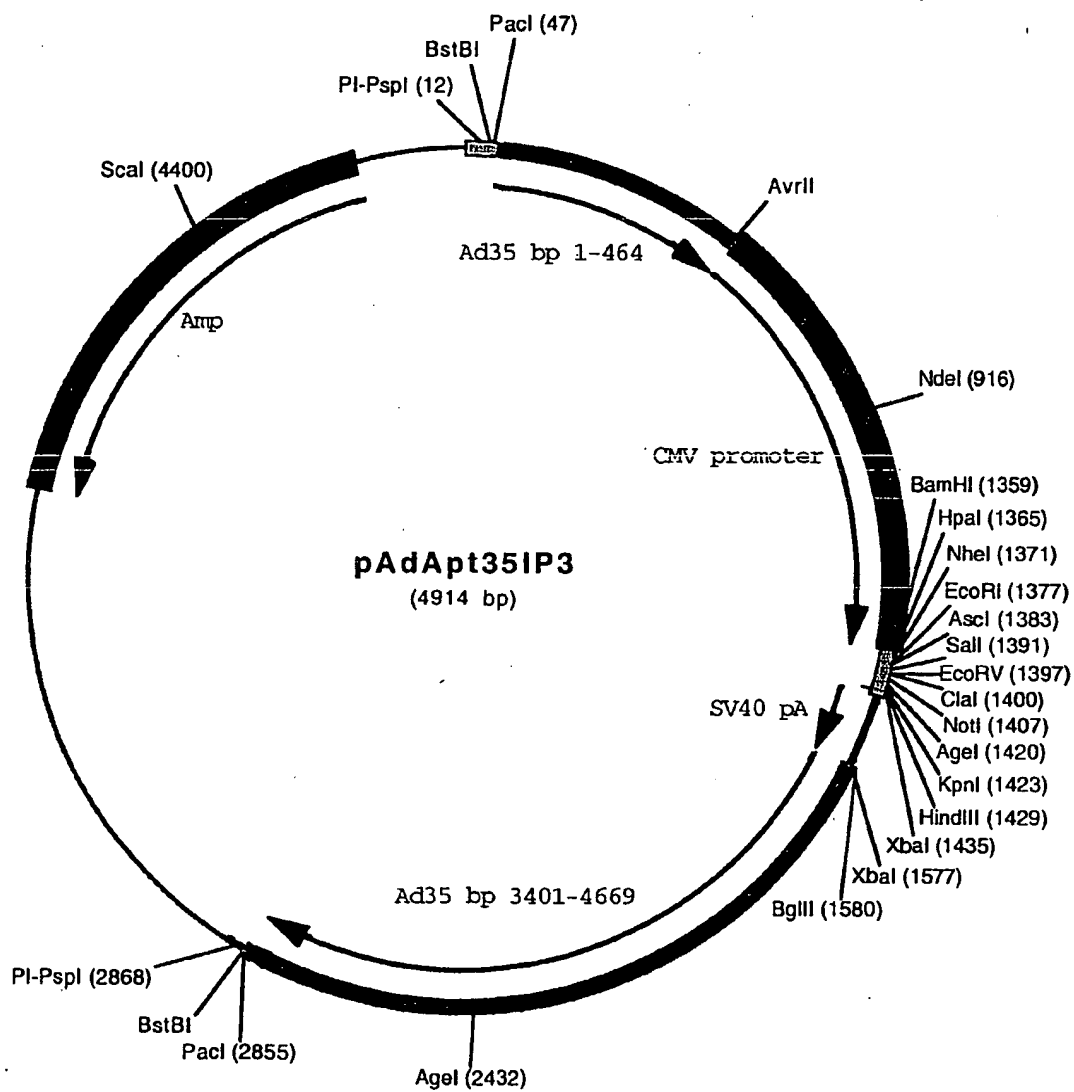 PacI (47)
BstBI
PI-PspI (12)
ScaI (4400)
AvrII
Ad35 bp 1-464
Amp
NdeI (916)
CMV promoter
BamHI (1359)
HpaI (1365)
NheI (1371)
EcoRI (1377)
AscI (1383)
SalI (1391)
EcoRV (1397)
ClaI (1400)
NotI (1407)
AgeI (1420)
KpnI (1423)
HindIII (1429)
XbaI (1435)
XbaI (1577)
BglII (1580)
pAdApt35IP3
(4914 bp)
SV40 pA
Ad35 bp 3401-4669
PI-PspI (2868)
BstBI
PacI (2855)
AgeI (2432)